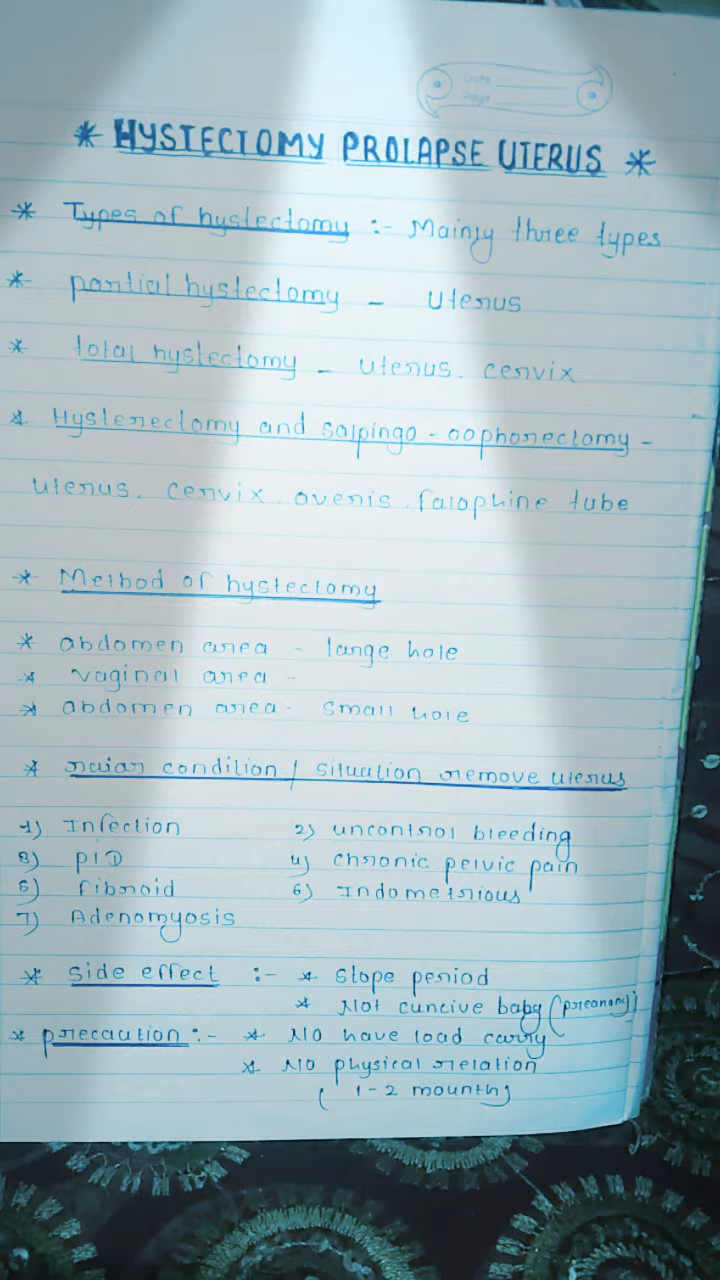 Date
Page
* HYSTECTOMY PROLAPSE UTERUS *
* Types of hystectomy :- Mainly three types
* partial hystectomy - Uterus
* total hystectomy - Uterus. cervix
* Hysterectomy and salpingo - oophorectomy -
uterus. cervix. overis. falophine tube
* Method of hystectomy
* abdomen area - large hole
* vaginal area -
* abdomen area - small hole
* condition / situation remove uterus
1) Infection 2) uncontrol bleeding
3) PID 4) chronic pelvic pain
5) fibroid 6) Indometrious
7) Adenomyosis
* side effect :- * slope period
* Not cuncive baby
* precaution :- * No have load carry
* No physical relation
(1-2 mounth)